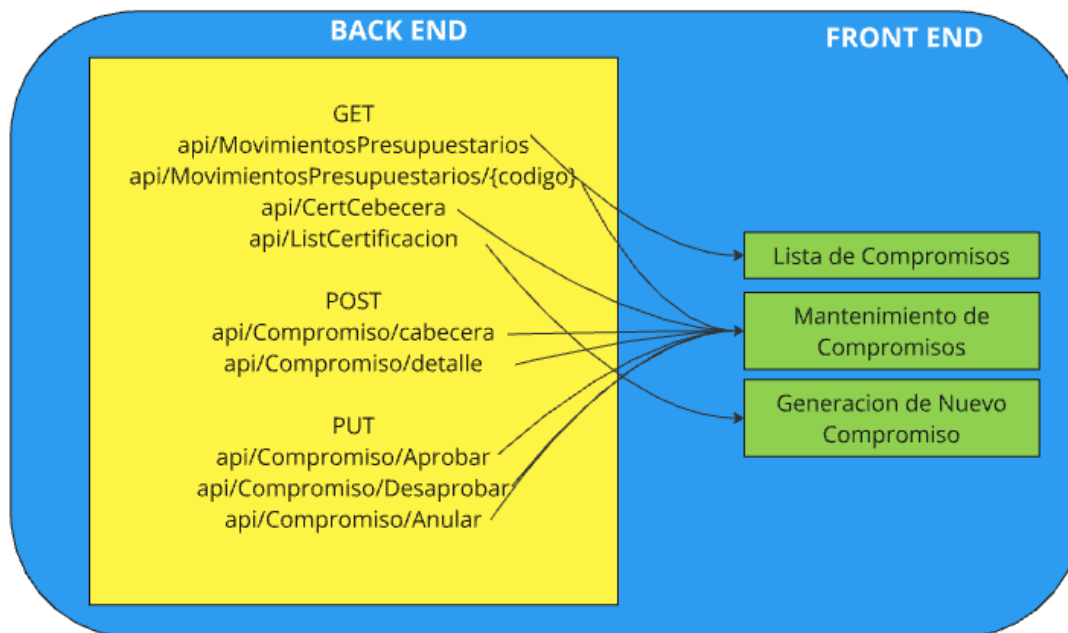 BACK END
FRONT END
GET
api/MovimientosPresupuestarios
api/MovimientosPresupuestarios/{codigo}
api/CertCebecera
api/ListCertificacion
POST
api/Compromiso/cabecera
api/Compromiso/detalle
PUT
api/Compromiso/Aprobar
api/Compromiso/Desaprobar
api/Compromiso/Anular
Lista de Compromisos
Mantenimiento de
Compromisos
Generacion de Nuevo
Compromiso